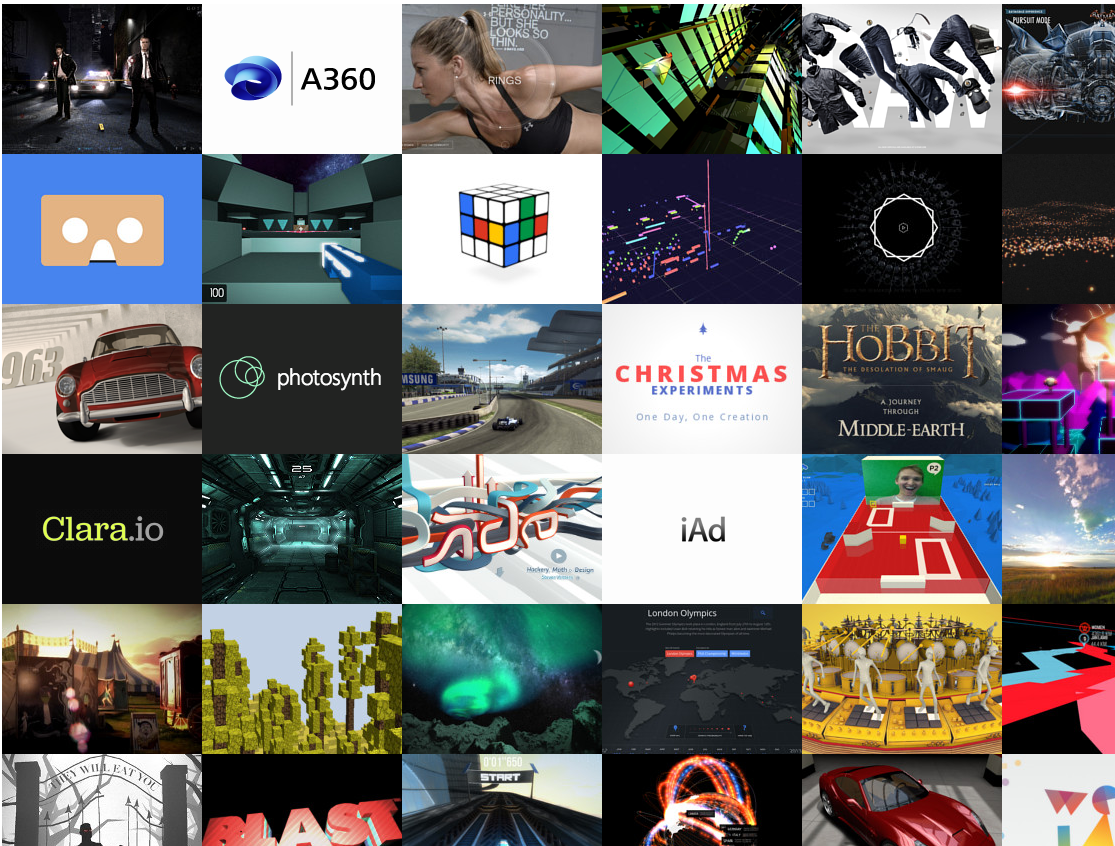 A360
PERSONALITY...
BUT SHE
LOOKS SO
THIN.
RINGS
RAW
PURSUIT MODE
100
963
photosynth
SAMSUNG
The
CHRISTMAS
EXPERIMENTS
One Day, One Creation
THE
HOBBIT
THE DESOLATION OF SMAUG
A JOURNEY
THROUGH
MIDDLE-EARTH
Clara.io
25
Hackery, Math & Design
iAd
P2
London Olympics
THEY WILL EAT YOU
BLAST
0'01"650
START